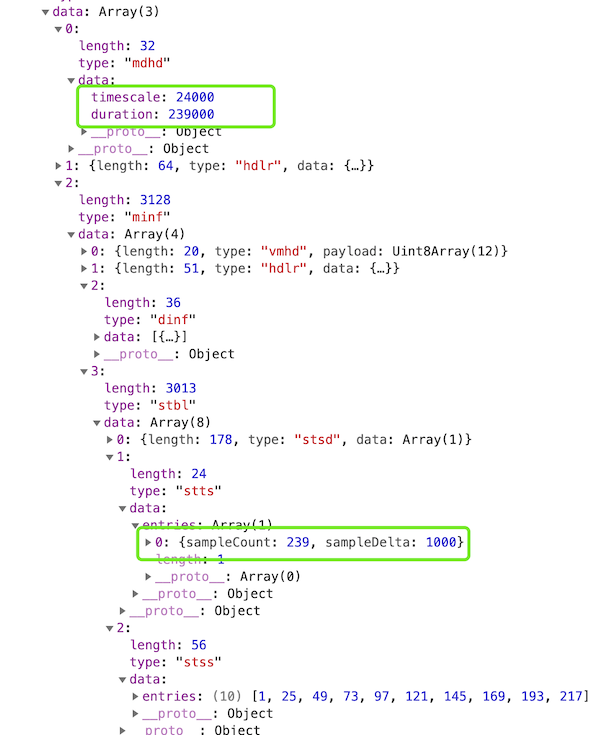 ▼data: Array(3)
▼0:
length: 32
type: "mdhd"
▼data:
timescale: 24000
duration: 239000
▶__proto__: Object
▶__proto__: Object
▶1: {length: 64, type: "hdlr", data: {…}}
▼2:
length: 3128
type: "minf"
▼data: Array(4)
▶0: {length: 20, type: "vmhd", payload: Uint8Array(12)}
▶1: {length: 51, type: "hdlr", data: {…}}
▼2:
length: 36
type: "dinf"
▶data: [{…}]
▶__proto__: Object
▼3:
length: 3013
type: "stbl"
▼data: Array(8)
▶0: {length: 178, type: "stsd", data: Array(1)}
▼1:
length: 24
type: "stts"
▼data:
▼entries: Array(1)
▶0: {sampleCount: 239, sampleDelta: 1000}
length: 1
▶__proto__: Array(0)
▶__proto__: Object
▶__proto__: Object
▼2:
length: 56
type: "stss"
▼data:
▶entries: (10) [1, 25, 49, 73, 97, 121, 145, 169, 193, 217]
▶__proto__: Object
▶__proto__: Object